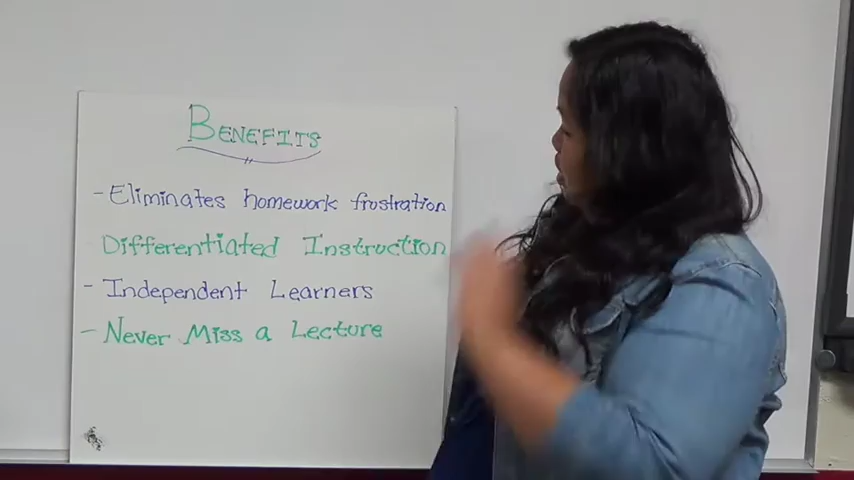 Benefits
- Eliminates homework frustration
Differentiated Instruction
- Independent Learners
- Never Miss a Lecture